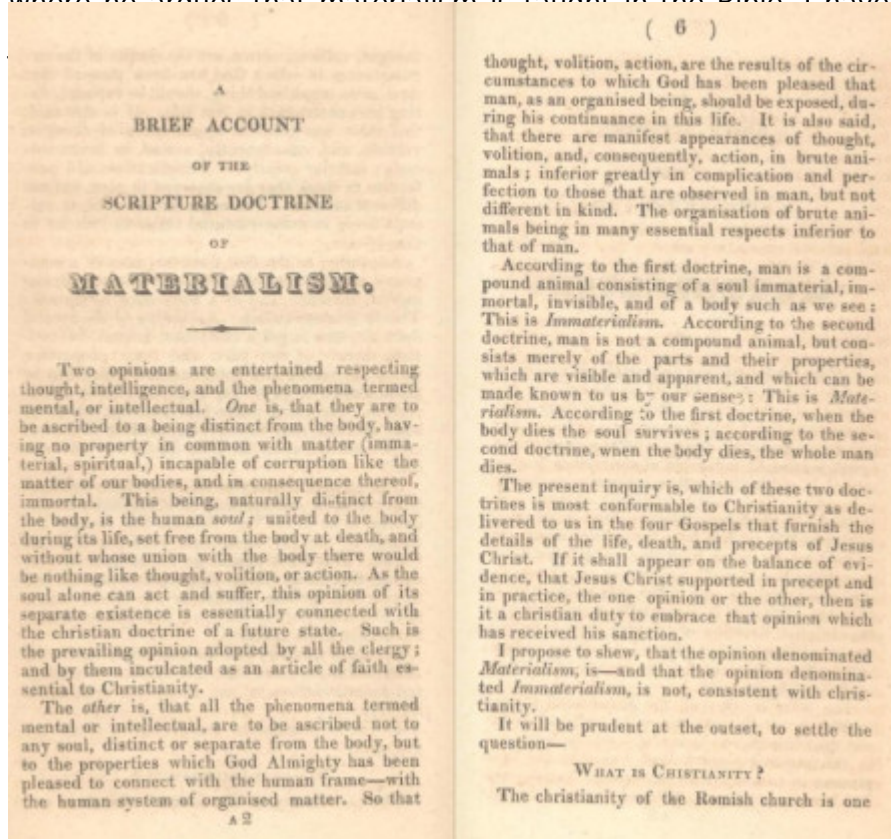 A
BRIEF ACCOUNT
OF THE
SCRIPTURE DOCTRINE
OF
MATERIALISM.
Two opinions are entertained respecting
thought, intelligence, and the phenomena termed
mental, or intellectual. One is, that they are to
be ascribed to a being distinct from the body, hav-
ing no property in common with matter (imma-
terial, spiritual,) incapable of corruption like the
matter of our bodies, and in consequence thereof,
immortal. This being, naturally di..tinct from
the body, is the human soul; united to the body
during its life, set free from the body at death, and
without whose union with the body there would
be nothing like thought, volition, or action. As the
soul alone can act and suffer, this opinion of its
separate existence is essentially connected with
the christian doctrine of a future state. Such is
the prevailing opinion adopted by all the clergy;
and by them inculcated as an article of faith es-
sential to Christianity.
The other is, that all the phenomena termed
mental or intellectual, are to be ascribed not to
any soul, distinct or separate from the body, but
to the properties which God Almighty has been
pleased to connect with the human frame—with
the human system of organised matter. So that
A 2
( 6 )
thought, volition, action, are the results of the cir-
cumstances to which God has been pleased that
man, as an organised being, should be exposed, du-
ring his continuance in this life. It is also said,
that there are manifest appearances of thought,
volition, and, consequently, action, in brute ani-
mals; inferior greatly in complication and per-
fection to those that are observed in man, but not
different in kind. The organisation of brute ani-
mals being in many essential respects inferior to
that of man.
According to the first doctrine, man is a com-
pound animal consisting of a soul immaterial, im-
mortal, invisible, and of a body such as we see:
This is Immaterialism. According to the second
doctrine, man is not a compound animal, but con-
sists merely of the parts and their properties,
which are visible and apparent, and which can be
made known to us by our senses: This is Mate-
rialism. According to the first doctrine, when the
body dies the soul survives; according to the se-
cond doctrine, when the body dies, the whole man
dies.
The present inquiry is, which of these two doc-
trines is most conformable to Christianity as de-
livered to us in the four Gospels that furnish the
details of the life, death, and precepts of Jesus
Christ. If it shall appear on the balance of evi-
dence, that Jesus Christ supported in precept and
in practice, the one opinion or the other, then is
it a christian duty to embrace that opinion which
has received his sanction.
I propose to shew, that the opinion denominated
Materialism, is—and that the opinion denomina-
ted Immaterialism, is not, consistent with chris-
tianity.
It will be prudent at the outset, to settle the
question—
WHAT IS CHISTIANITY?
The christianity of the Romish church is one